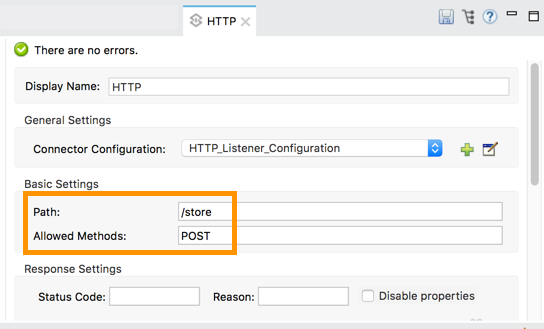 HTTP
There are no errors.
Display Name: HTTP
General Settings
Connector Configuration: HTTP_Listener_Configuration
Basic Settings
Path: /store
Allowed Methods: POST
Response Settings
Status Code: Reason: Disable properties